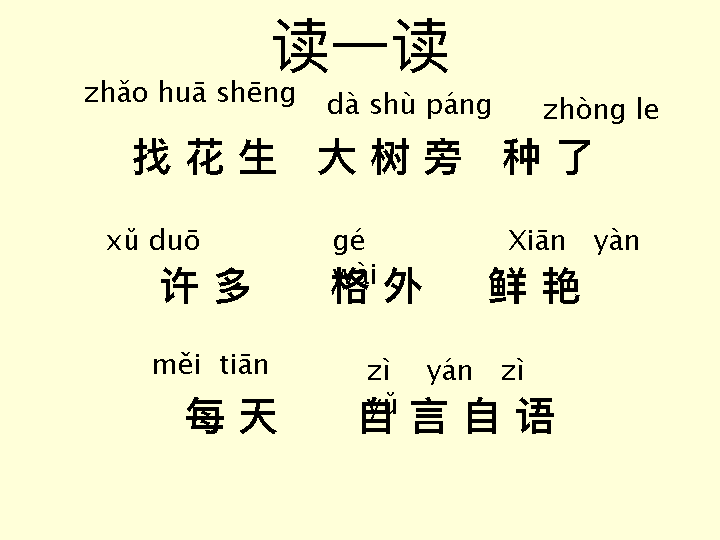 读一读
zhǎo huā shēng dà shù páng zhòng le
找花生 大树旁 种了
xǔ duō gé wài Xiān yàn
许多 格外 鲜艳
měi tiān zì yán zì yǔ
每天 自言自语